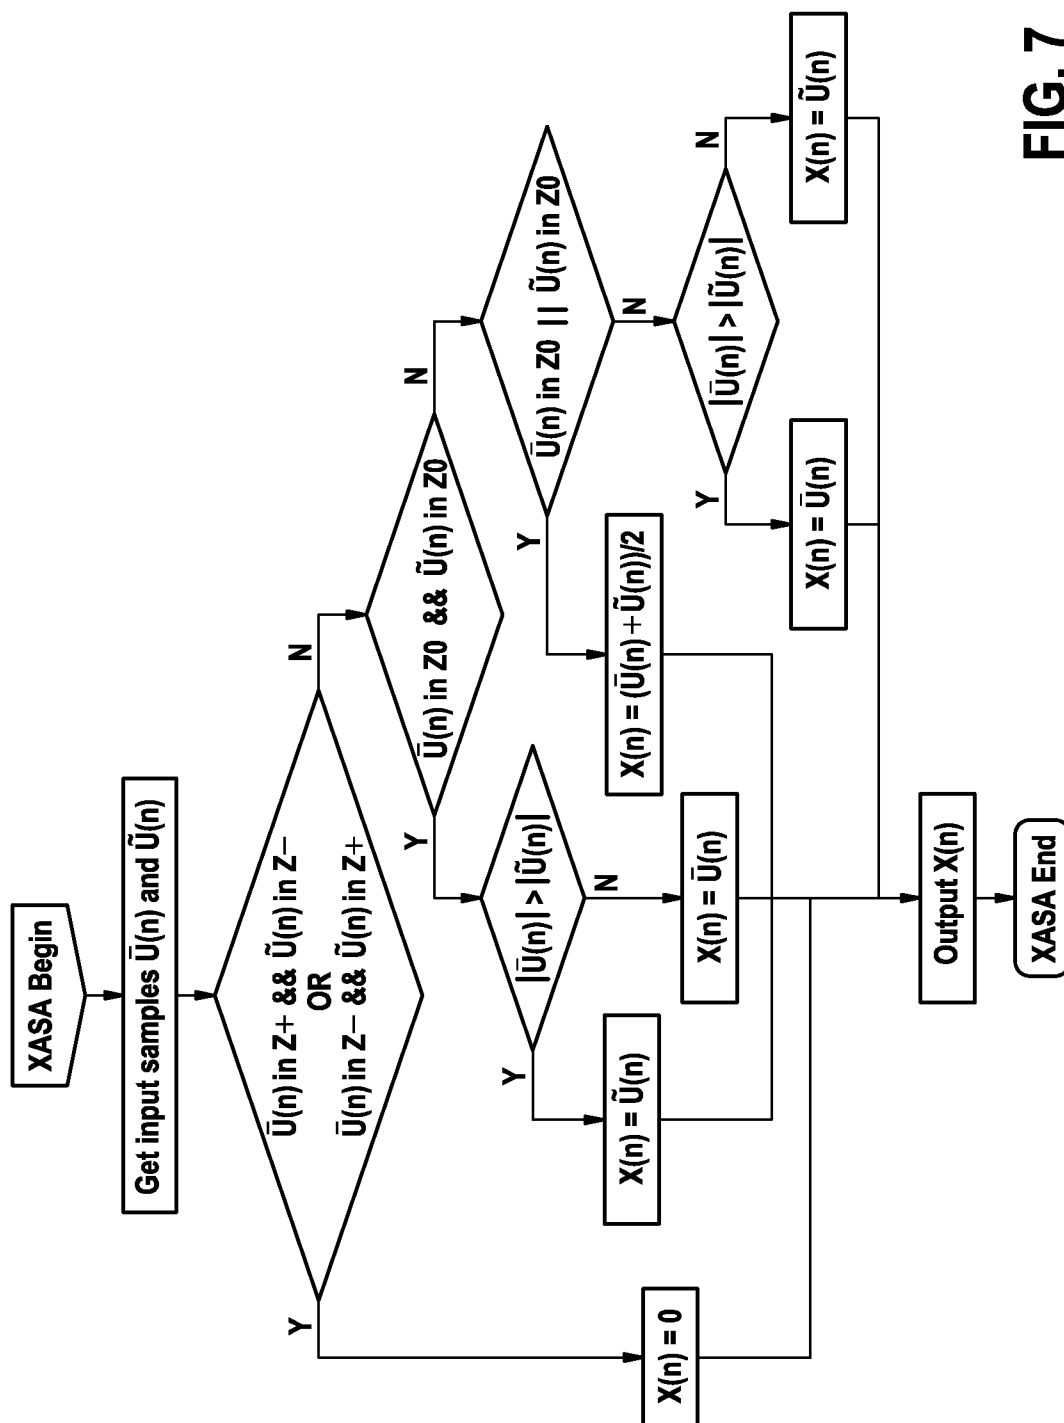 XASA Begin
Get input samples Ū(n) and Ũ(n)
Ū(n) in Z+ && Ũ(n) in Z−
OR
Ū(n) in Z− && Ũ(n) in Z+
Y
N
Ū(n) in Z0 && Ũ(n) in Z0
Y
N
|Ū(n)| > |Ũ(n)|
Y
N
Ū(n) in Z0 || Ũ(n) in Z0
Y
N
X(n) = 0
X(n) = Ũ(n)
X(n) = Ū(n)
X(n) = (Ū(n) + Ũ(n))/2
|Ū(n)| > |Ũ(n)|
Y
N
X(n) = Ū(n)
X(n) = Ũ(n)
Output X(n)
XASA End
FIG. 7